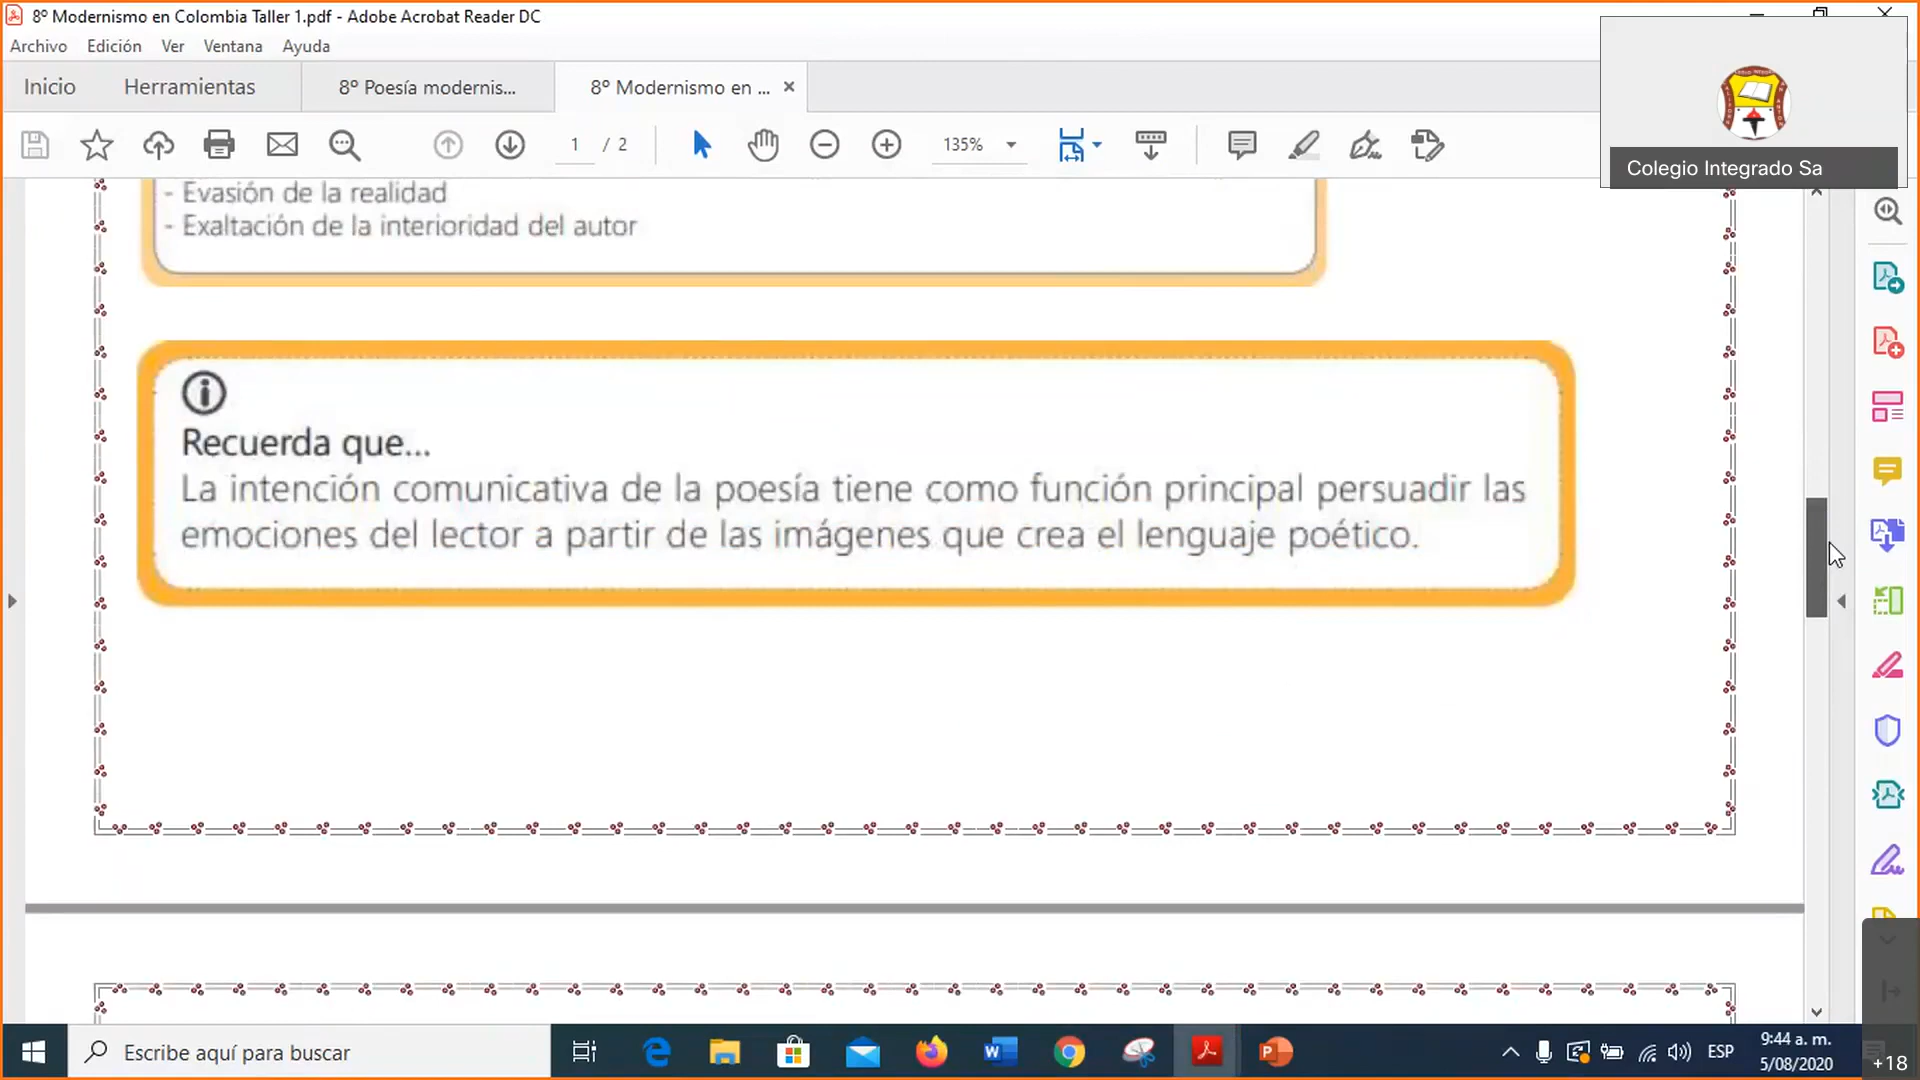 8º Modernismo en Colombia Taller 1.pdf - Adobe Acrobat Reader DC
Archivo Edición Ver Ventana Ayuda
Inicio Herramientas 8º Poesía modernis... 8º Modernismo en ...
1 / 2 135%
Colegio Integrado Sa
- Evasión de la realidad
- Exaltación de la interioridad del autor
Recuerda que...
La intención comunicativa de la poesía tiene como función principal persuadir las
emociones del lector a partir de las imágenes que crea el lenguaje poético.
Escribe aquí para buscar
ESP
9:44 a. m.
5/08/2020
+18